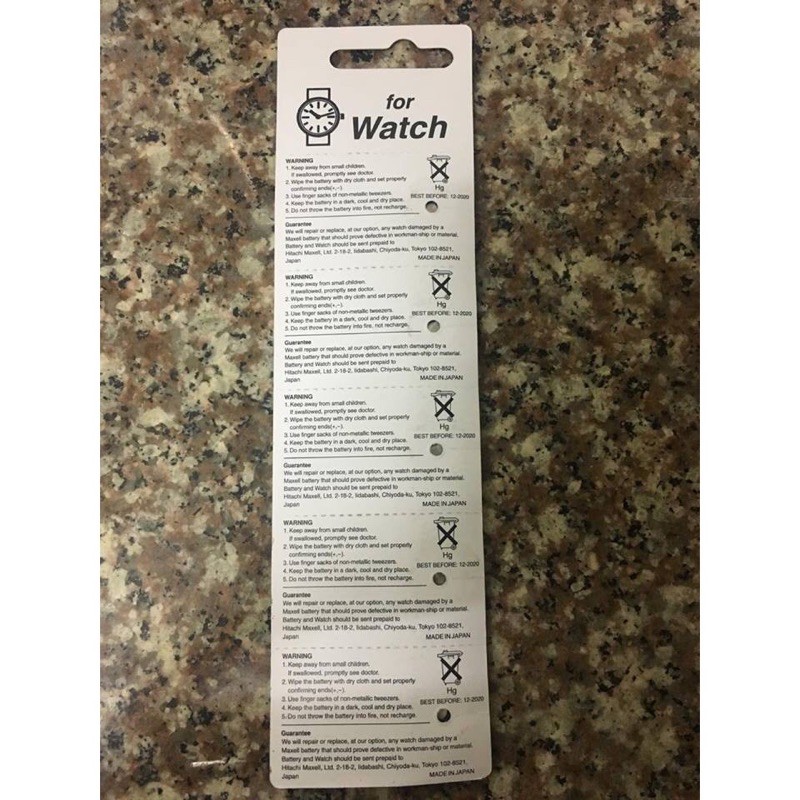 for
Watch
WARNING
1. Keep away from small children.
If swallowed, promptly see doctor.
2. Wipe the battery with dry cloth and set properly
confirming ends(+,−).
3. Use finger sacks of non-metallic tweezers.
4. Keep the battery in a dark, cool and dry place.
5. Do not throw the battery into fire, not recharge.
Hg
BEST BEFORE: 12-2020
Guarantee
We will repair or replace, at our option, any watch damaged by a
Maxell battery that should prove defective in workman-ship or material.
Battery and Watch should be sent prepaid to
Hitachi Maxell, Ltd. 2-18-2, Iidabashi, Chiyoda-ku, Tokyo 102-8521,
Japan MADE IN JAPAN
WARNING
1. Keep away from small children.
If swallowed, promptly see doctor.
2. Wipe the battery with dry cloth and set properly
confirming ends(+,−).
3. Use finger sacks of non-metallic tweezers.
4. Keep the battery in a dark, cool and dry place.
5. Do not throw the battery into fire, not recharge.
Hg
BEST BEFORE: 12-2020
Guarantee
We will repair or replace, at our option, any watch damaged by a
Maxell battery that should prove defective in workman-ship or material.
Battery and Watch should be sent prepaid to
Hitachi Maxell, Ltd. 2-18-2, Iidabashi, Chiyoda-ku, Tokyo 102-8521,
Japan MADE IN JAPAN
WARNING
1. Keep away from small children.
If swallowed, promptly see doctor.
2. Wipe the battery with dry cloth and set properly
confirming ends(+,−).
3. Use finger sacks of non-metallic tweezers.
4. Keep the battery in a dark, cool and dry place.
5. Do not throw the battery into fire, not recharge.
Hg
BEST BEFORE: 12-2020
Guarantee
We will repair or replace, at our option, any watch damaged by a
Maxell battery that should prove defective in workman-ship or material.
Battery and Watch should be sent prepaid to
Hitachi Maxell, Ltd. 2-18-2, Iidabashi, Chiyoda-ku, Tokyo 102-8521,
Japan MADE IN JAPAN
WARNING
1. Keep away from small children.
If swallowed, promptly see doctor.
2. Wipe the battery with dry cloth and set properly
confirming ends(+,−).
3. Use finger sacks of non-metallic tweezers.
4. Keep the battery in a dark, cool and dry place.
5. Do not throw the battery into fire, not recharge.
Hg
BEST BEFORE: 12-2020
Guarantee
We will repair or replace, at our option, any watch damaged by a
Maxell battery that should prove defective in workman-ship or material.
Battery and Watch should be sent prepaid to
Hitachi Maxell, Ltd. 2-18-2, Iidabashi, Chiyoda-ku, Tokyo 102-8521,
Japan MADE IN JAPAN
WARNING
1. Keep away from small children.
If swallowed, promptly see doctor.
2. Wipe the battery with dry cloth and set properly
confirming ends(+,−).
3. Use finger sacks of non-metallic tweezers.
4. Keep the battery in a dark, cool and dry place.
5. Do not throw the battery into fire, not recharge.
Hg
BEST BEFORE: 12-2020
Guarantee
We will repair or replace, at our option, any watch damaged by a
Maxell battery that should prove defective in workman-ship or material.
Battery and Watch should be sent prepaid to
Hitachi Maxell, Ltd. 2-18-2, Iidabashi, Chiyoda-ku, Tokyo 102-8521,
Japan MADE IN JAPAN